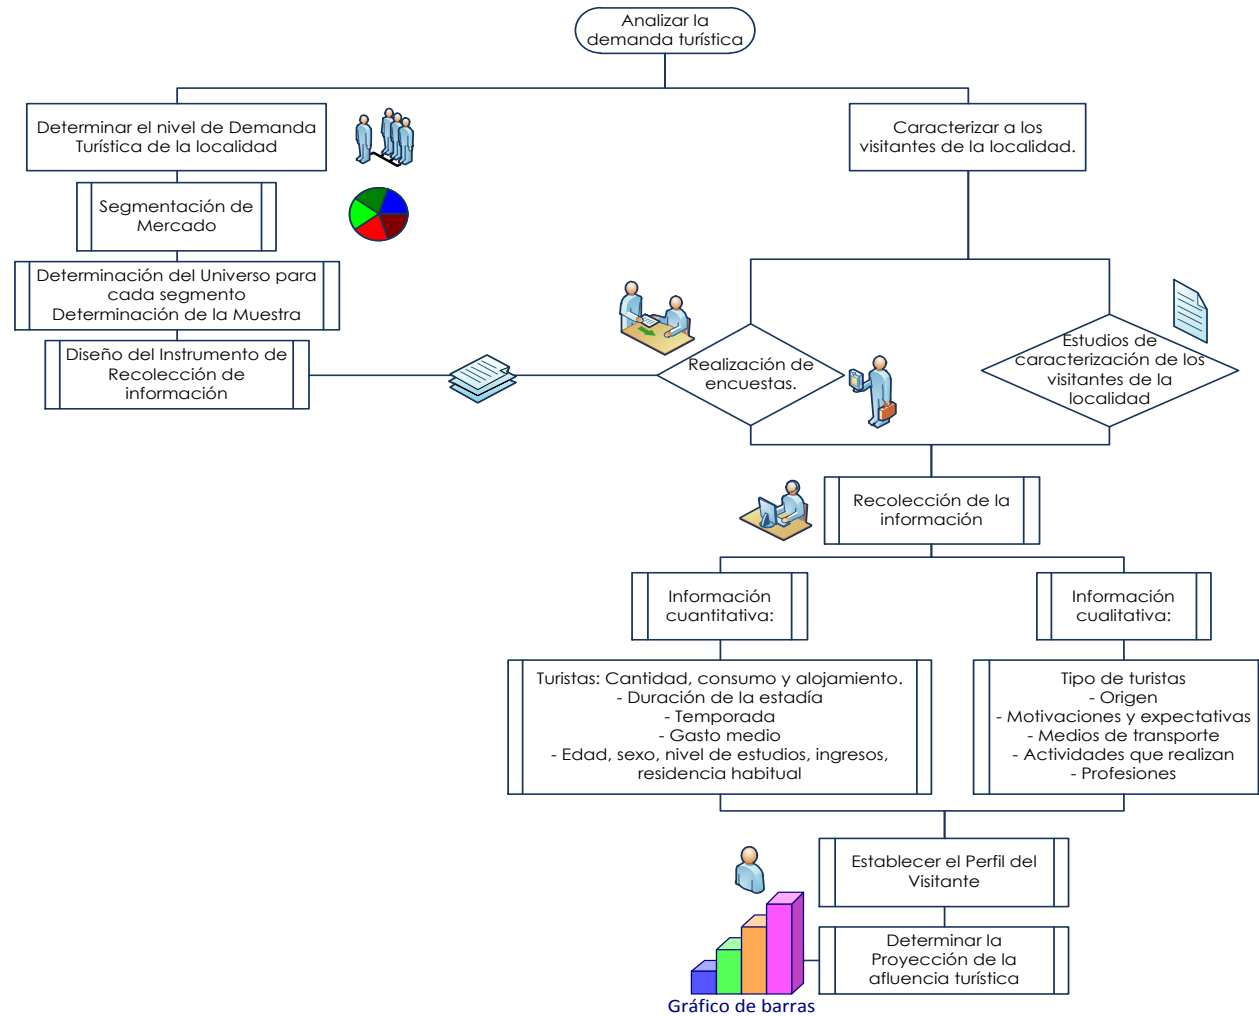 Analizar la
demanda turística
Determinar el nivel de Demanda
Turística de la localidad
Caracterizar a los
visitantes de la localidad.
Segmentación de
Mercado
Determinación del Universo para
cada segmento
Determinación de la Muestra
Diseño del Instrumento de
Recolección de
información
Realización de
encuestas.
Estudios de
caracterización de los
visitantes de la
localidad
Recolección de la
información
Información
cuantitativa:
Información
cualitativa:
Turistas: Cantidad, consumo y alojamiento.
- Duración de la estadía
- Temporada
- Gasto medio
- Edad, sexo, nivel de estudios, ingresos,
residencia habitual
Tipo de turistas
- Origen
- Motivaciones y expectativas
- Medios de transporte
- Actividades que realizan
- Profesiones
Establecer el Perfil del
Visitante
Determinar la
Proyección de la
afluencia turística
Gráfico de barras